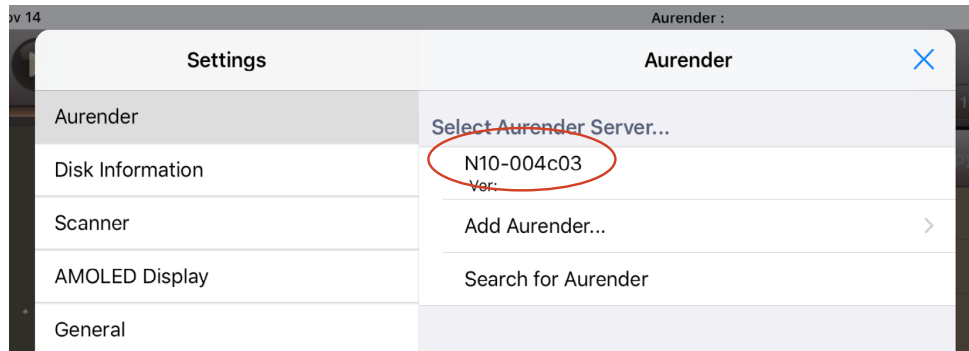 ov 14
Aurender :
Settings
Aurender
Aurender
Disk Information
Scanner
AMOLED Display
General
Select Aurender Server...
N10-004c03
Ver:
Add Aurender...
Search for Aurender